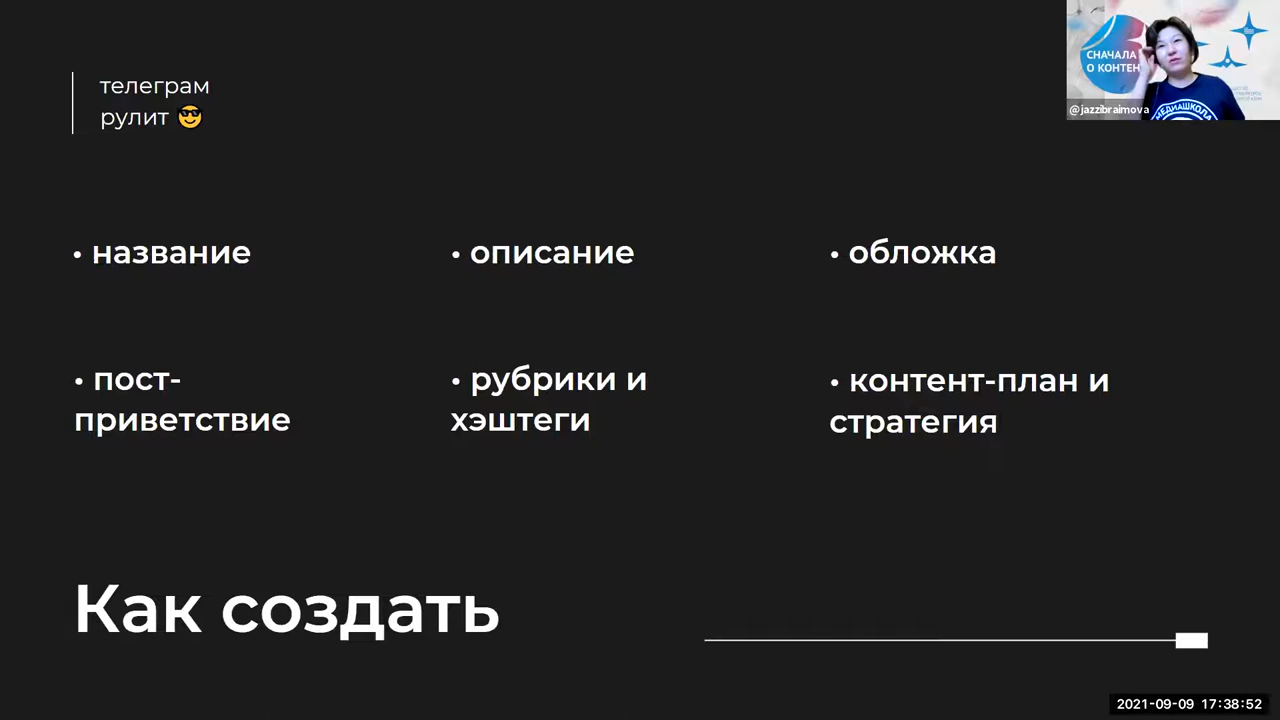 телеграм
рулит 😎
СНАЧАЛА
О КОНТЕН
@jazzibraimova
МЕДИАШКОЛА
• название
• описание
• обложка
• пост-
приветствие
• рубрики и
хэштеги
• контент-план и
стратегия
Как создать
2021-09-09 17:38:52